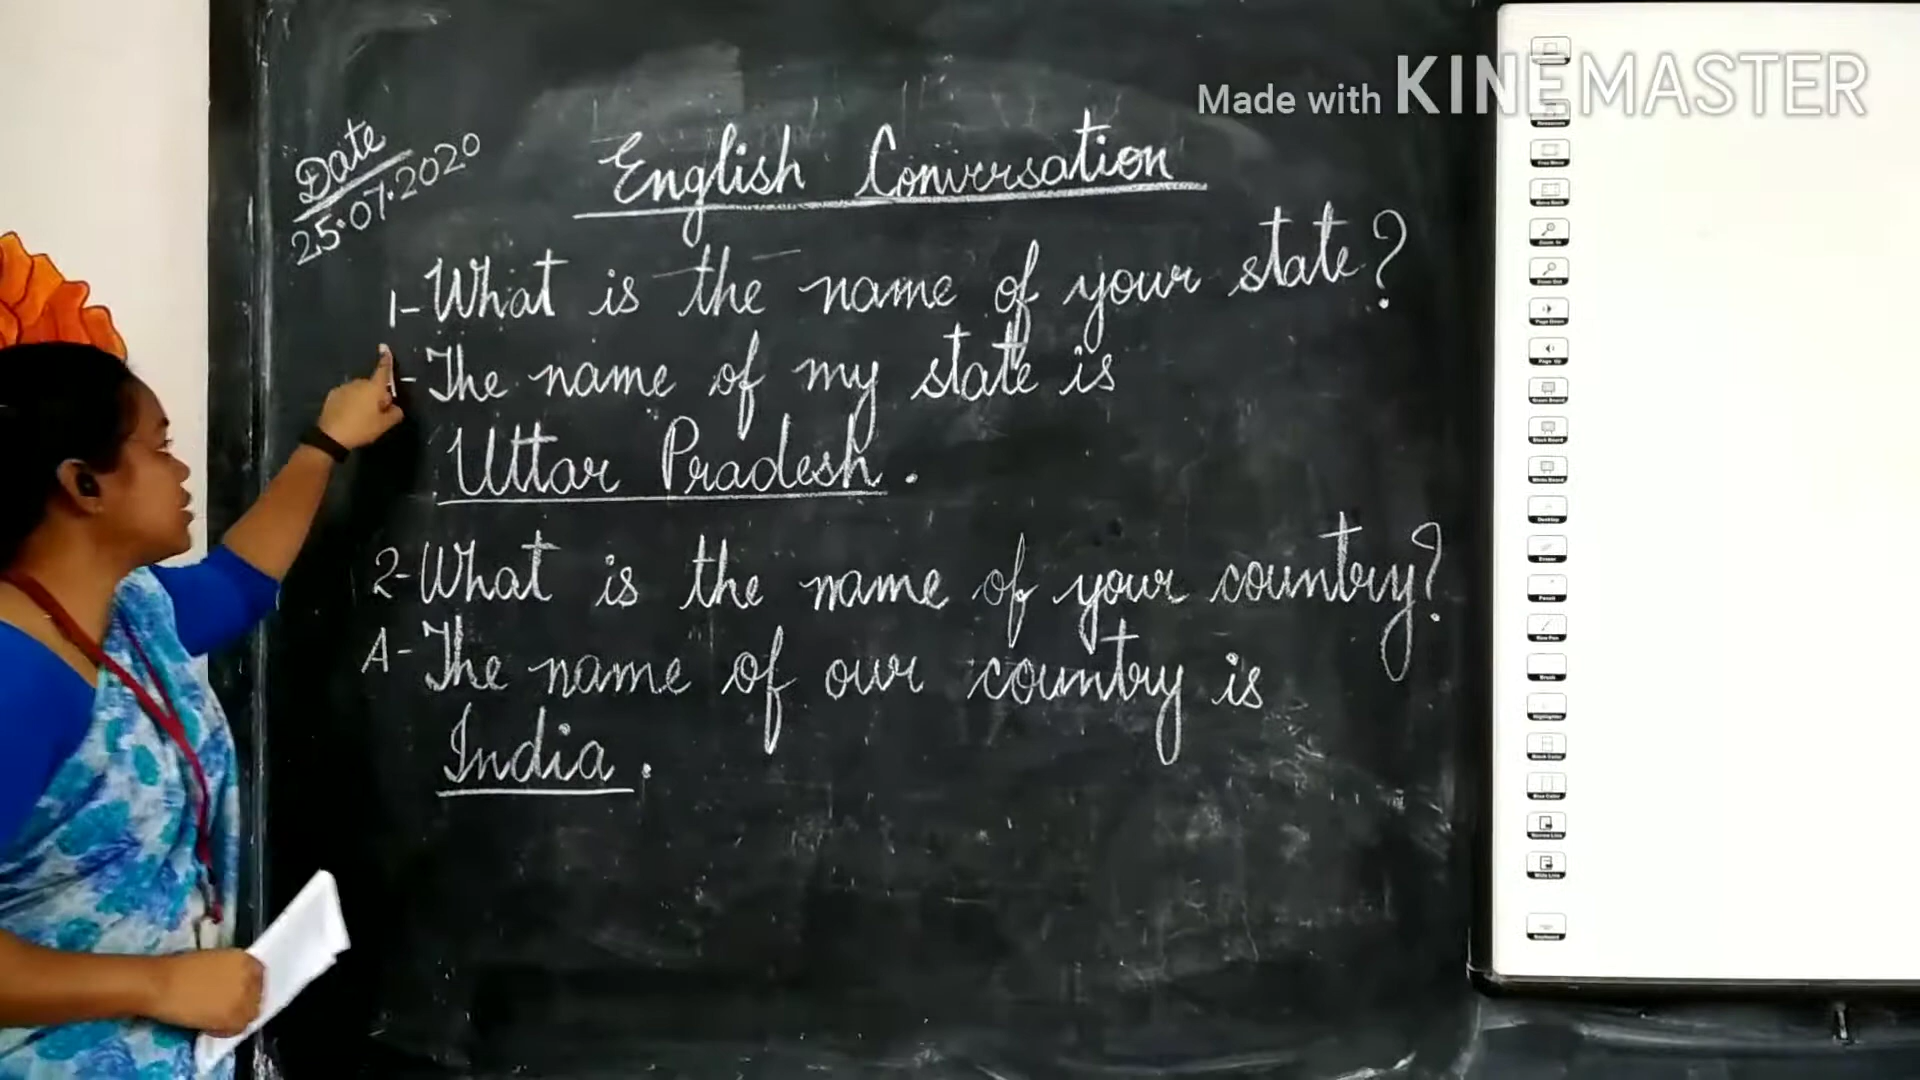 Made with KINEMASTER
Date
25.07.2020
English Conversation
1- What is the name of your state?
- The name of my state is
Uttar Pradesh.
2- What is the name of your country?
A- The name of our country is
India.